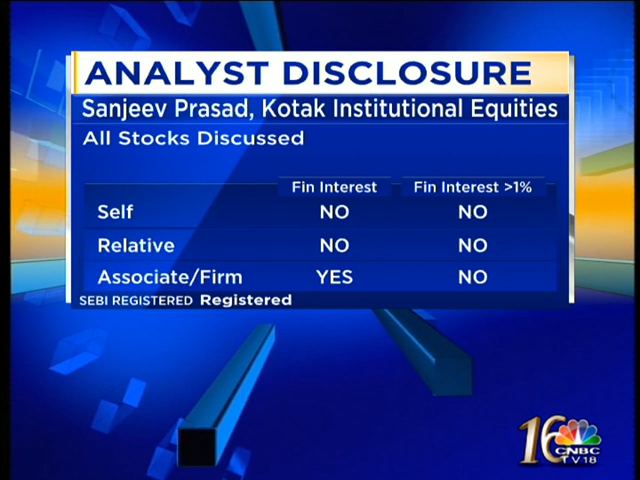 ANALYST DISCLOSURE
Sanjeev Prasad, Kotak Institutional Equities
All Stocks Discussed
Fin Interest Fin Interest >1%
Self NO NO
Relative NO NO
Associate/Firm YES NO
SEBI REGISTERED Registered
16 CNBC
TV18